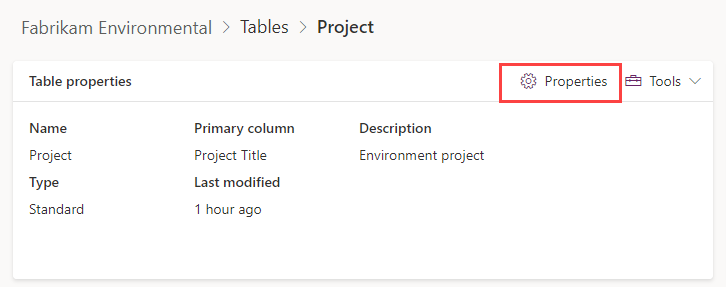 Fabrikam Environmental > Tables > Project
Table properties Properties Tools
Name Primary column Description
Project Project Title Environment project
Type Last modified
Standard 1 hour ago